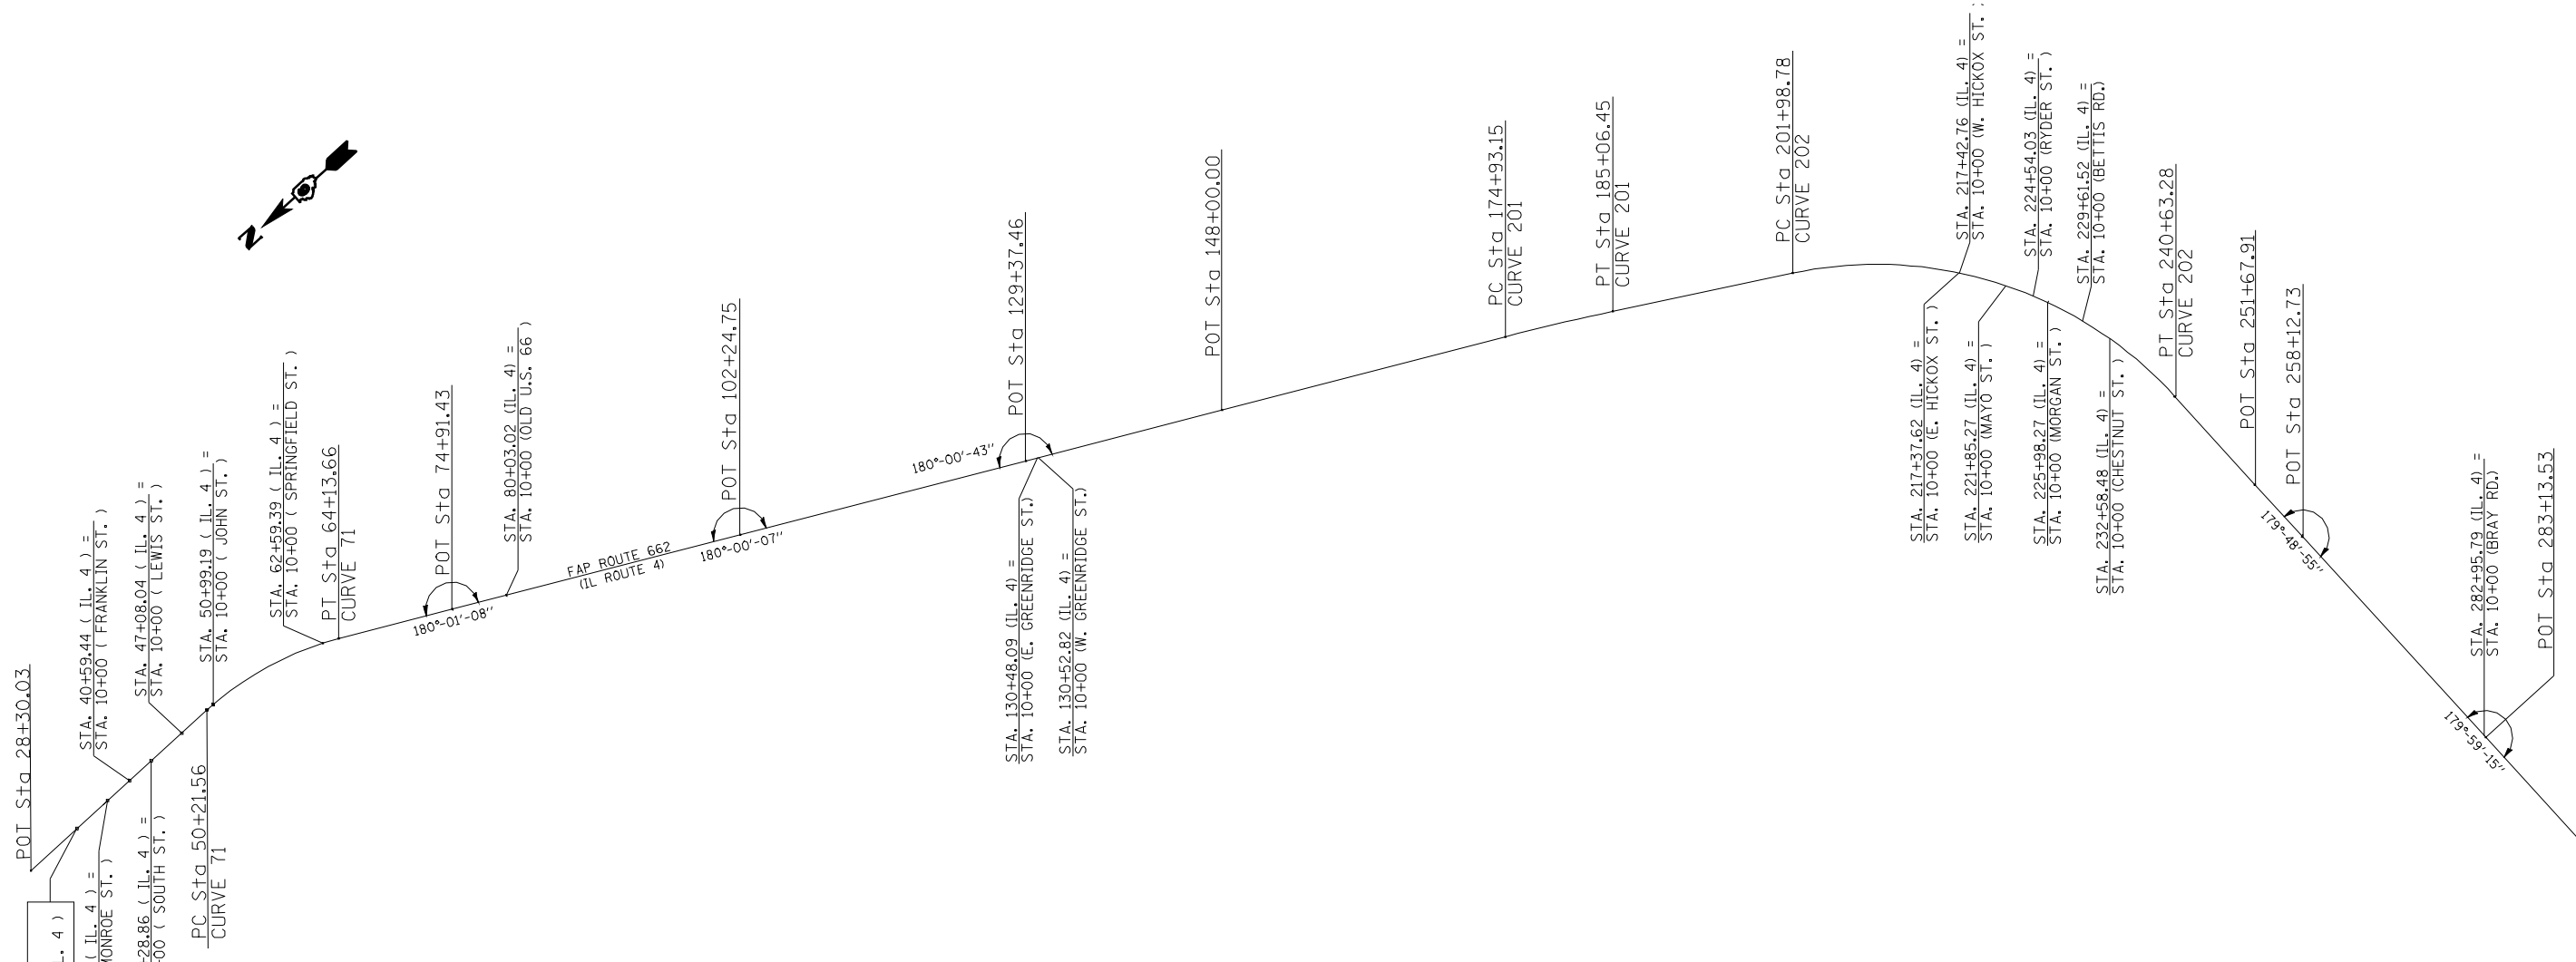 N
POT Sta 28+30.03
L. 4 )
( IL. 4 ) =
MONROE ST. )
STA. 40+59.44 ( IL. 4 ) =
STA. 10+00 ( FRANKLIN ST. )
-28.86 ( IL. 4 ) =
+00 ( SOUTH ST. )
STA. 47+08.04 ( IL. 4 ) =
STA. 10+00 ( LEWIS ST. )
PC Sta 50+21.56
CURVE 71
STA. 50+99.19 ( IL. 4 ) =
STA. 10+00 ( JOHN ST. )
STA. 62+59.39 ( IL. 4 ) =
STA. 10+00 ( SPRINGFIELD ST. )
PT Sta 64+13.66
CURVE 71
POT Sta 74+91.43
180°-01'-08"
STA. 80+03.02 (IL. 4) =
STA. 10+00 (OLD U.S. 66 )
FAP ROUTE 662
(IL ROUTE 4)
POT Sta 102+24.75
180°-00'-07"
POT Sta 129+37.46
180°-00'-43"
STA. 130+48.09 (IL. 4) =
STA. 10+00 (E. GREENRIDGE ST.)
STA. 130+52.82 (IL. 4) =
STA. 10+00 (W. GREENRIDGE ST.)
POT Sta 148+00.00
PC Sta 174+93.15
CURVE 201
PT Sta 185+06.45
CURVE 201
PC Sta 201+98.78
CURVE 202
STA. 217+37.62 (IL. 4) =
STA. 10+00 (E. HICKOX ST. )
STA. 217+42.76 (IL. 4) =
STA. 10+00 (W. HICKOX ST. )
STA. 221+85.27 (IL. 4) =
STA. 10+00 (MAYO ST. )
STA. 224+54.03 (IL. 4) =
STA. 10+00 (RYDER ST. )
STA. 225+98.27 (IL. 4) =
STA. 10+00 (MORGAN ST. )
STA. 229+61.52 (IL. 4) =
STA. 10+00 (BETTIS RD.)
STA. 232+58.48 (IL. 4) =
STA. 10+00 (CHESTNUT ST. )
PT Sta 240+63.28
CURVE 202
POT Sta 251+67.91
POT Sta 258+12.73
179°-48'-55"
STA. 282+95.79 (IL. 4) =
STA. 10+00 (BRAY RD.)
POT Sta 283+13.53
179°-59'-15"